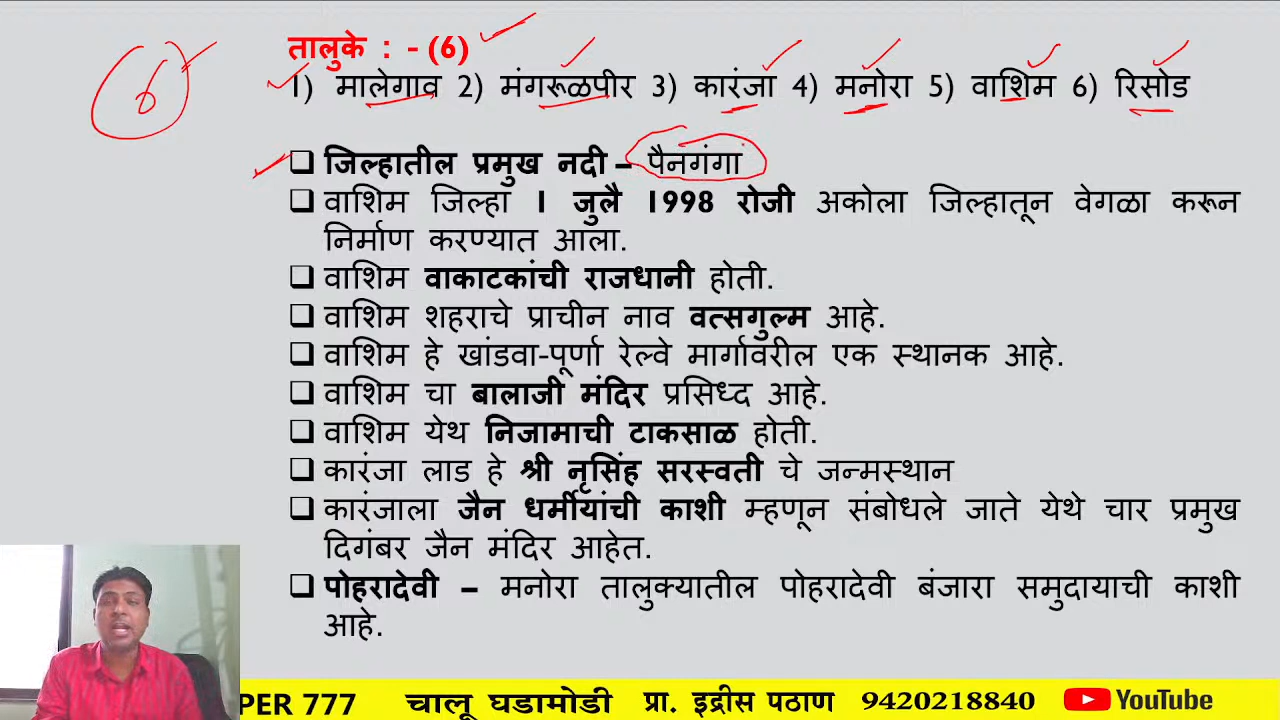 तालुके : - (6)
6
1) मालेगाव 2) मंगरूळपीर 3) कारंजा 4) मनोरा 5) वाशिम 6) रिसोड
❑ जिल्हातील प्रमुख नदी – पैनगंगा
❑ वाशिम जिल्हा 1 जुलै 1998 रोजी अकोला जिल्हातून वेगळा करून
निर्माण करण्यात आला.
❑ वाशिम वाकाटकांची राजधानी होती.
❑ वाशिम शहराचे प्राचीन नाव वत्सगुल्म आहे.
❑ वाशिम हे खांडवा-पूर्णा रेल्वे मार्गावरील एक स्थानक आहे.
❑ वाशिम चा बालाजी मंदिर प्रसिध्द आहे.
❑ वाशिम येथ निजामाची टाकसाळ होती.
❑ कारंजा लाड हे श्री नृसिंह सरस्वती चे जन्मस्थान
❑ कारंजाला जैन धर्मीयांची काशी म्हणून संबोधले जाते येथे चार प्रमुख
दिगंबर जैन मंदिर आहेत.
❑ पोहरादेवी – मनोरा तालुक्यातील पोहरादेवी बंजारा समुदायाची काशी
आहे.
PER 777 चालू घडामोडी प्रा. इद्रीस पठाण 9420218840 YouTube